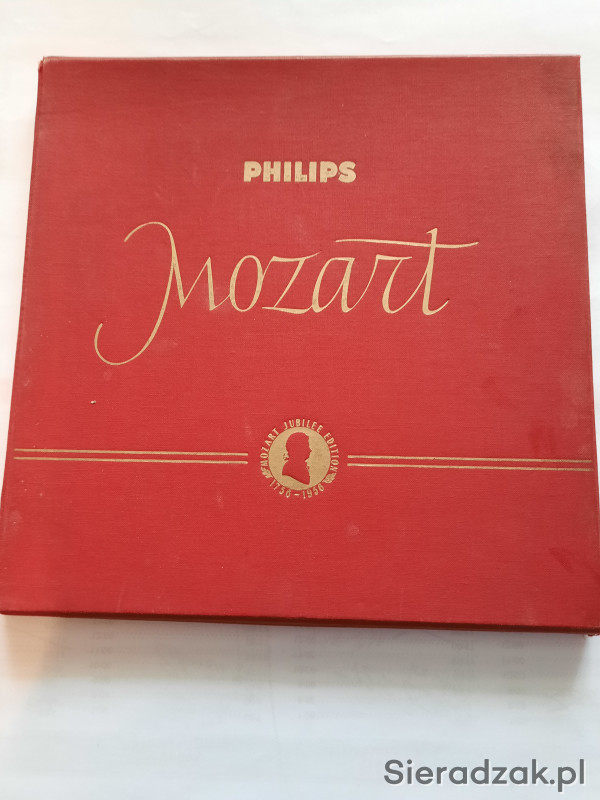 PHILIPS
Mozart
MOZART JUBILEE EDITION
1756-1956
Sieradzak.pl